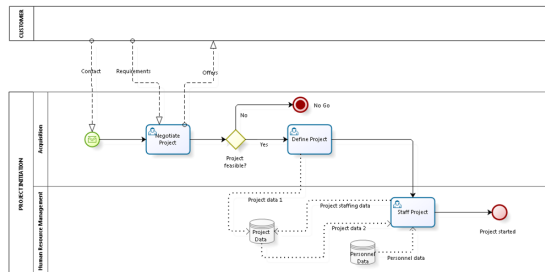 CUSTOMER
Contact
Requirements
Offers
PROJECT INITIATION
Acquisition
Negotiate
Project
Project
feasible?
No
No Go
Yes
Define Project
Human Resource Management
Project data 1
Project staffing data
Project
Data
Project data 2
Staff Project
Project started
Personnel
Data
Personnel data